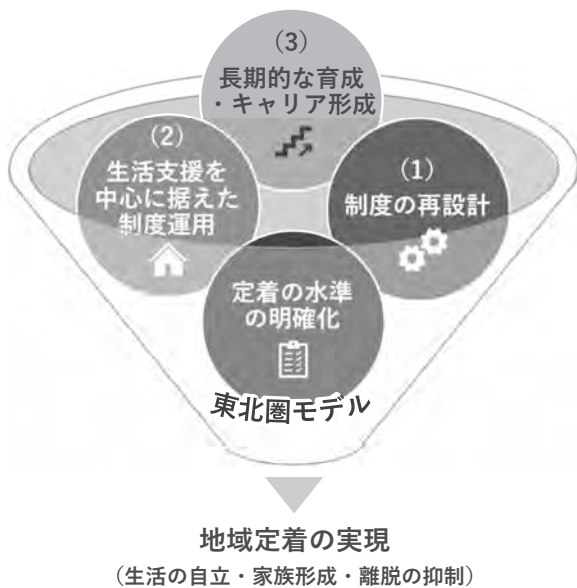 (3)
長期的な育成
・キャリア形成
(2)
生活支援を
中心に据えた
制度運用
(1)
制度の再設計
定着の水準
の明確化
東北圏モデル
地域定着の実現
(生活の自立・家族形成・離脱の抑制)